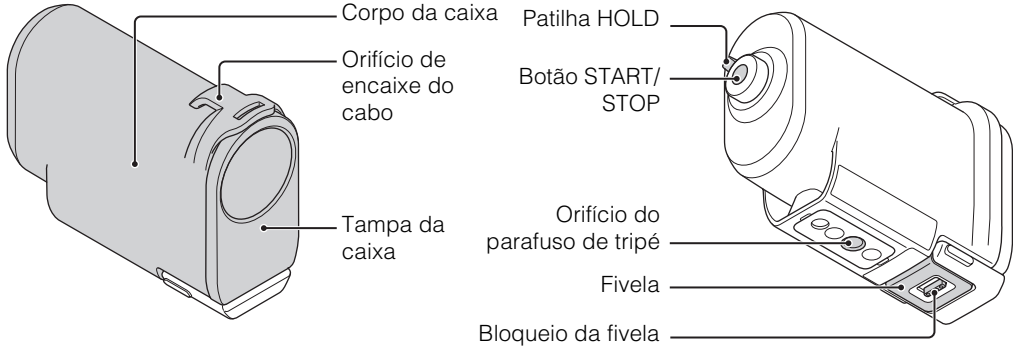 Corpo da caixa
Orifício de
encaixe do
cabo
Tampa da
caixa
Patilha HOLD
Botão START/
STOP
Orifício do
parafuso de tripé
Fivela
Bloqueio da fivela